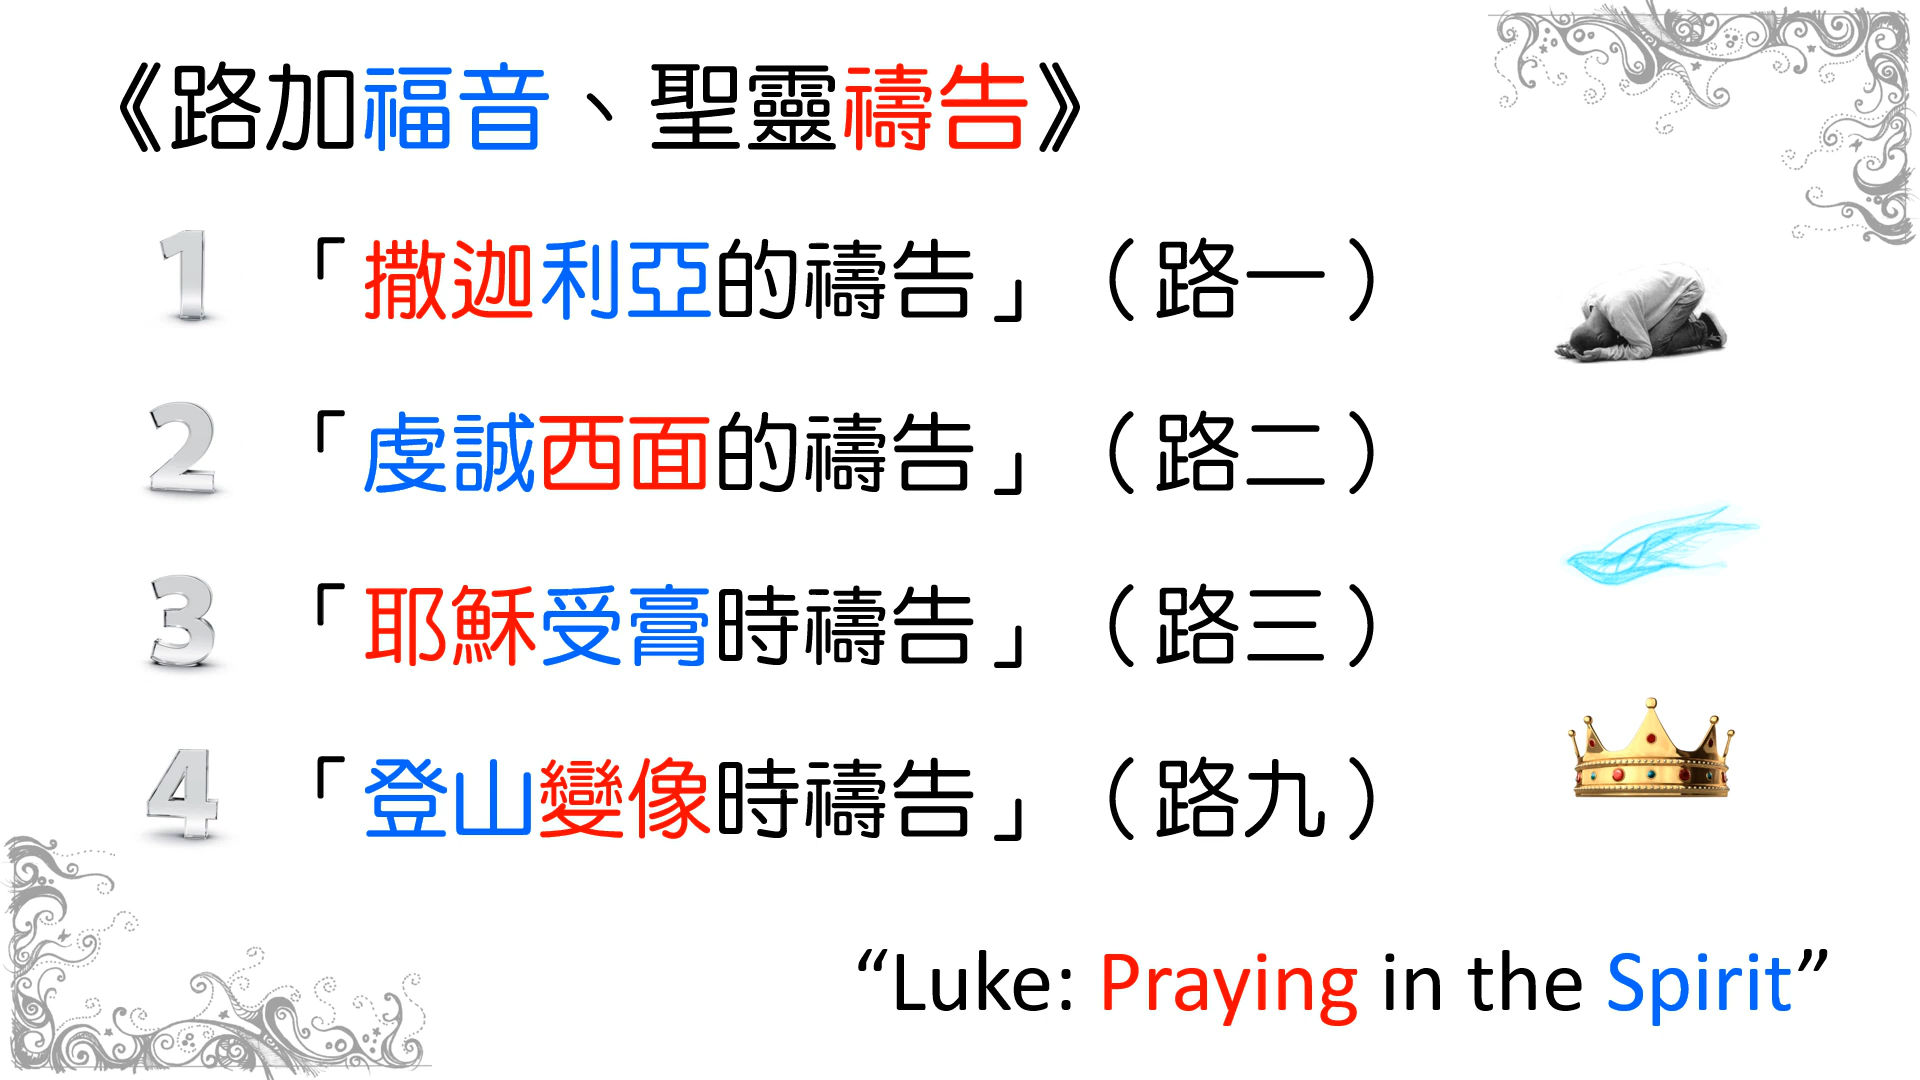 《路加福音、聖靈禱告》
1 「撒迦利亞的禱告」（路一）
2 「虔誠西面的禱告」（路二）
3 「耶穌受膏時禱告」（路三）
4 「登山變像時禱告」（路九）
“Luke: Praying in the Spirit”